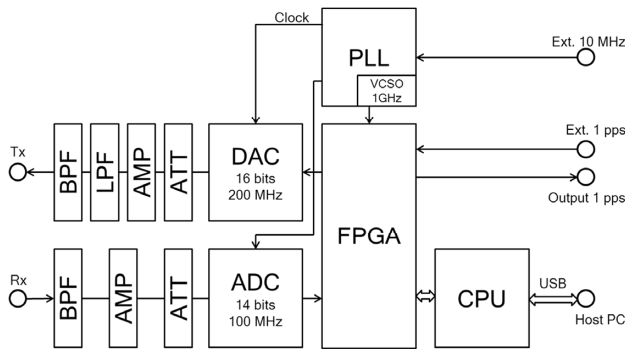 Clock
PLL
VCSO
1GHz
Ext. 10 MHz
Ext. 1 pps
Output 1 pps
Tx
BPF
LPF
AMP
ATT
DAC
16 bits
200 MHz
FPGA
Rx
BPF
AMP
ATT
ADC
14 bits
100 MHz
CPU
USB
Host PC